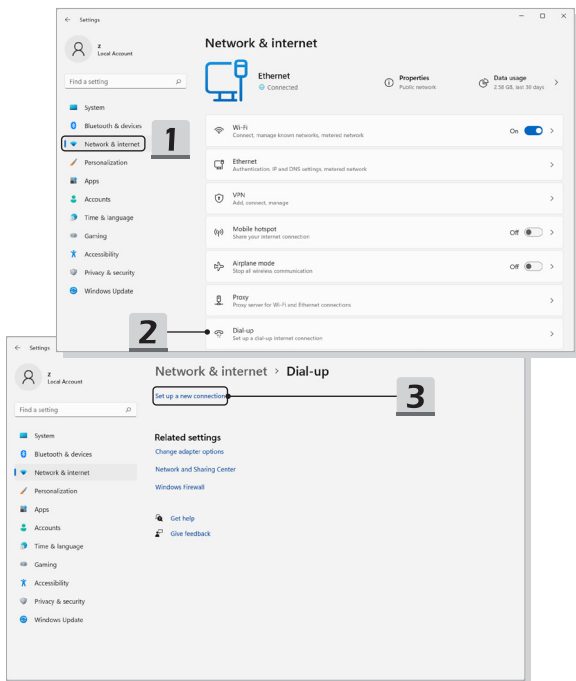 ← Settings
z
Local Account
Find a setting
System
Bluetooth & devices
Network & internet
Personalization
Apps
Accounts
Time & language
Gaming
Accessibility
Privacy & security
Windows Update
1
Network & internet
Ethernet
Connected
Properties
Public network
Data usage
2.56 GB, last 30 days
Wi-Fi
Connect, manage known networks, metered network
On
Ethernet
Authentication, IP and DNS settings, metered network
VPN
Add, connect, manage
Mobile hotspot
Share your internet connection
Off
Airplane mode
Stop all wireless communication
Off
Proxy
Proxy server for Wi-Fi and Ethernet connections
2
Dial-up
Set up a dial-up internet connection
← Settings
z
Local Account
Find a setting
System
Bluetooth & devices
Network & internet
Personalization
Apps
Accounts
Time & language
Gaming
Accessibility
Privacy & security
Windows Update
Network & internet > Dial-up
Set up a new connection
3
Related settings
Change adapter options
Network and Sharing Center
Windows Firewall
Get help
Give feedback